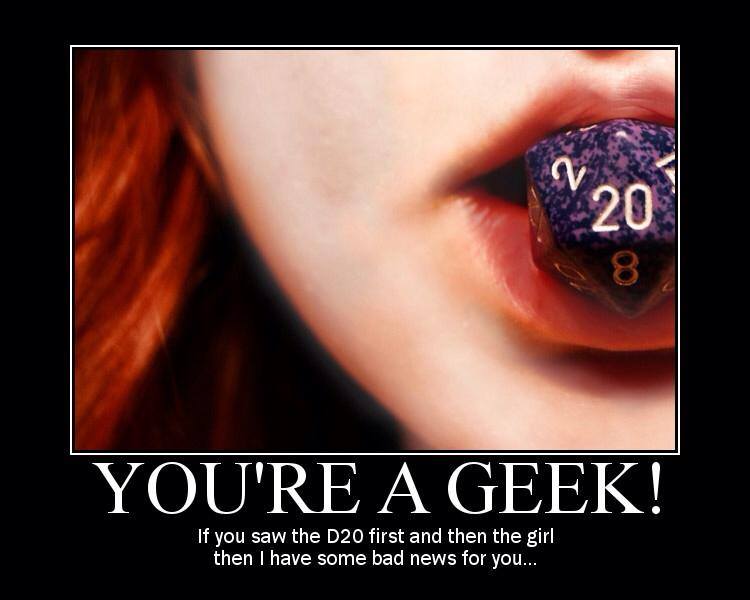 2
20
8
YOU'RE A GEEK!
If you saw the D20 first and then the girl
then I have some bad news for you...